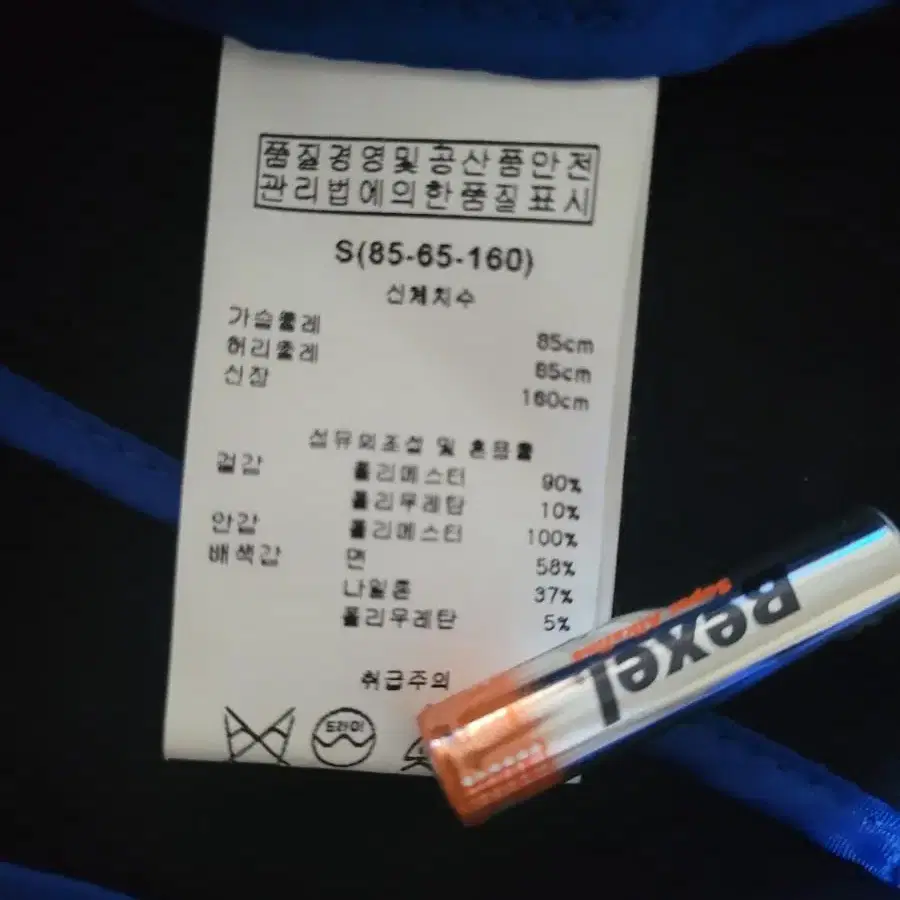 품질경영및공산품안전
관리법에의한품질표시
S(85-65-160)
신체치수
가슴둘레 85cm
허리둘레 85cm
신장 160cm
섬유의조성 및 혼용률
겉감 폴리에스터 90%
폴리우레탄 10%
안감 폴리에스터 100%
배색감 면 58%
나일론 37%
폴리우레탄 5%
취급주의
드라이
Bexel
Super Alkaline